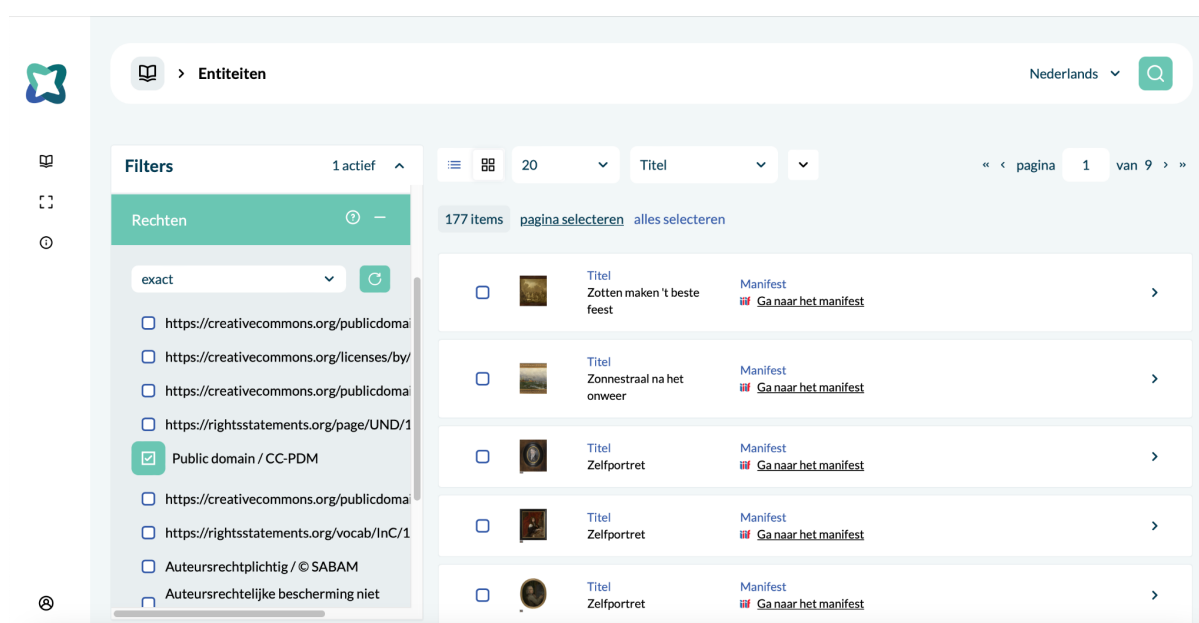 Entiteiten
Nederlands
Filters
1 actief
20
Titel
« ‹ pagina 1 van 9 › »
Rechten
177 items pagina selecteren alles selecteren
exact
https://creativecommons.org/publicdomai
https://creativecommons.org/licenses/by/
https://creativecommons.org/publicdomai
https://rightsstatements.org/page/UND/1
Public domain / CC-PDM
https://creativecommons.org/publicdomai
https://rightsstatements.org/vocab/InC/1
Auteursrechtplichtig / © SABAM
Auteursrechtelijke bescherming niet
Titel
Zotten maken 't beste
feest
Manifest
Ga naar het manifest
Titel
Zonnestraal na het
onweer
Manifest
Ga naar het manifest
Titel
Zelfportret
Manifest
Ga naar het manifest
Titel
Zelfportret
Manifest
Ga naar het manifest
Titel
Zelfportret
Manifest
Ga naar het manifest